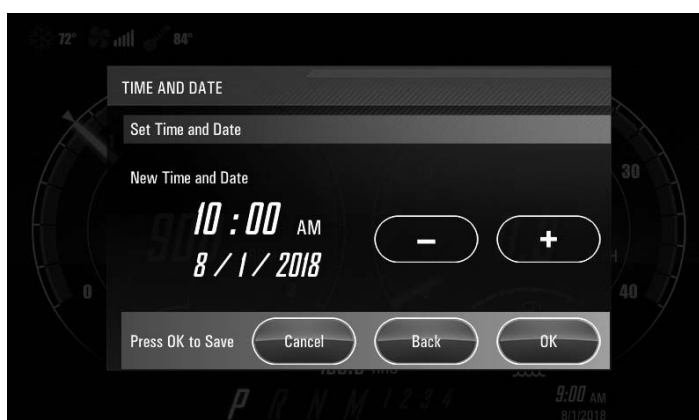 72° 84°
TIME AND DATE
Set Time and Date
New Time and Date
10 : 00 AM
8 / 1 / 2018
- +
30
0
40
Press OK to Save Cancel Back OK
P R N M 1 2 3 4
9:00 AM
8/1/2018